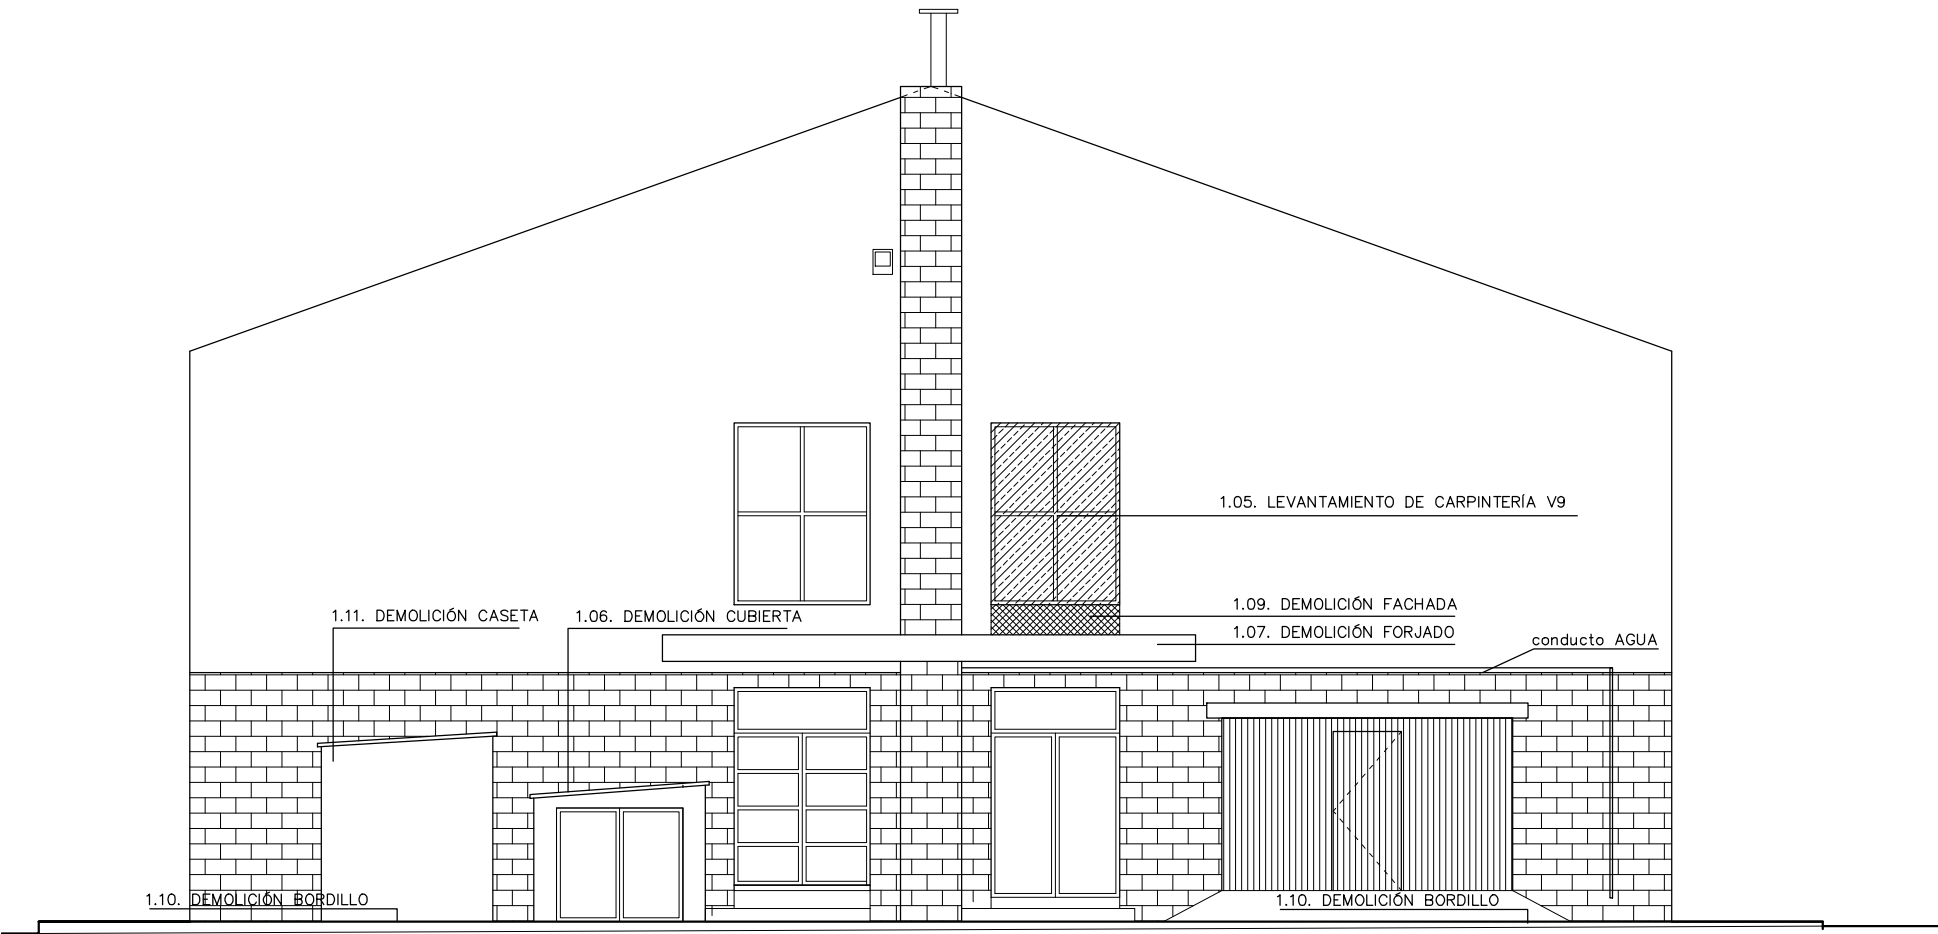 1.05. LEVANTAMIENTO DE CARPINTERÍA V9
1.09. DEMOLICIÓN FACHADA
1.11. DEMOLICIÓN CASETA
1.06. DEMOLICIÓN CUBIERTA
1.07. DEMOLICIÓN FORJADO
conducto AGUA
1.10. DEMOLICIÓN BORDILLO
1.10. DEMOLICIÓN BORDILLO